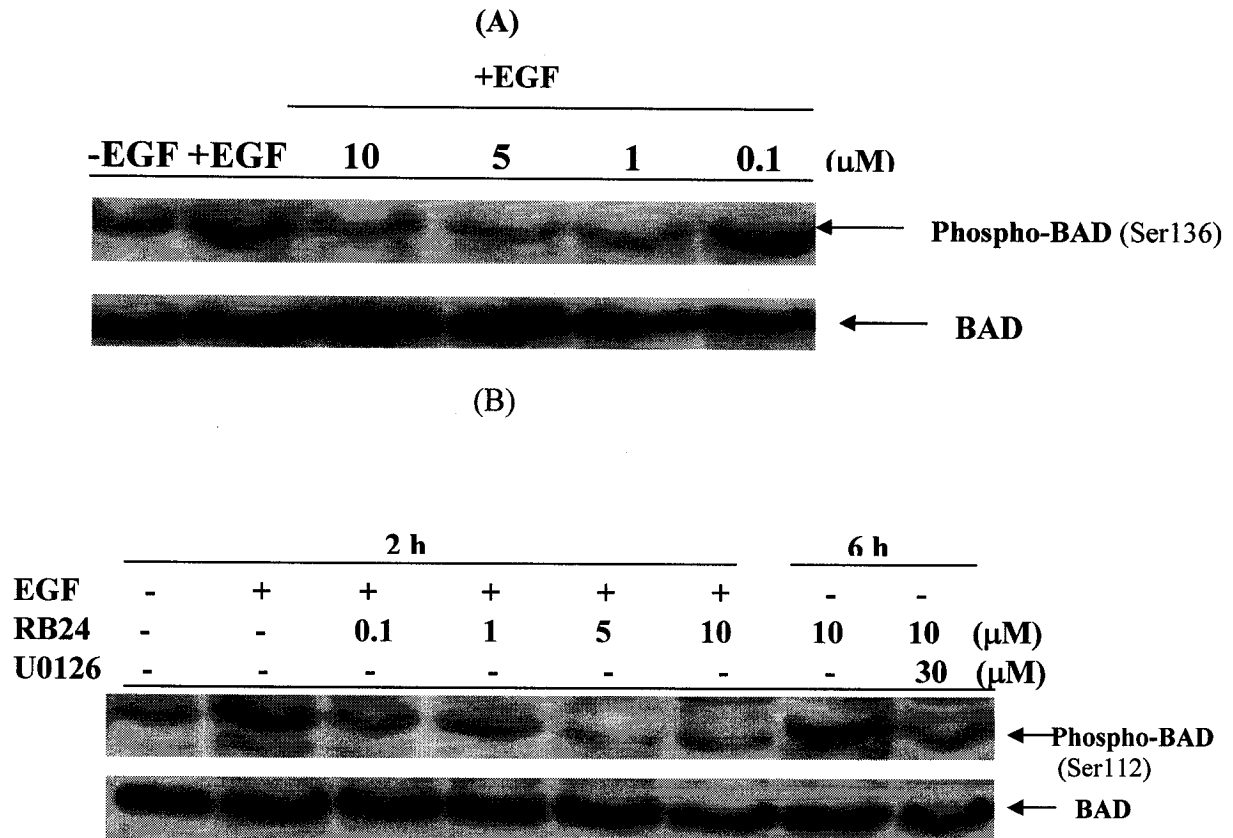 (A)
+EGF
-EGF +EGF 10 5 1 0.1 (μM)
Phospho-BAD (Ser136)
BAD
(B)
2 h 6 h
EGF - + + + + + - -
RB24 - - 0.1 1 5 10 10 10 (μM)
U0126 - - - - - - - 30 (μM)
Phospho-BAD
(Ser112)
BAD